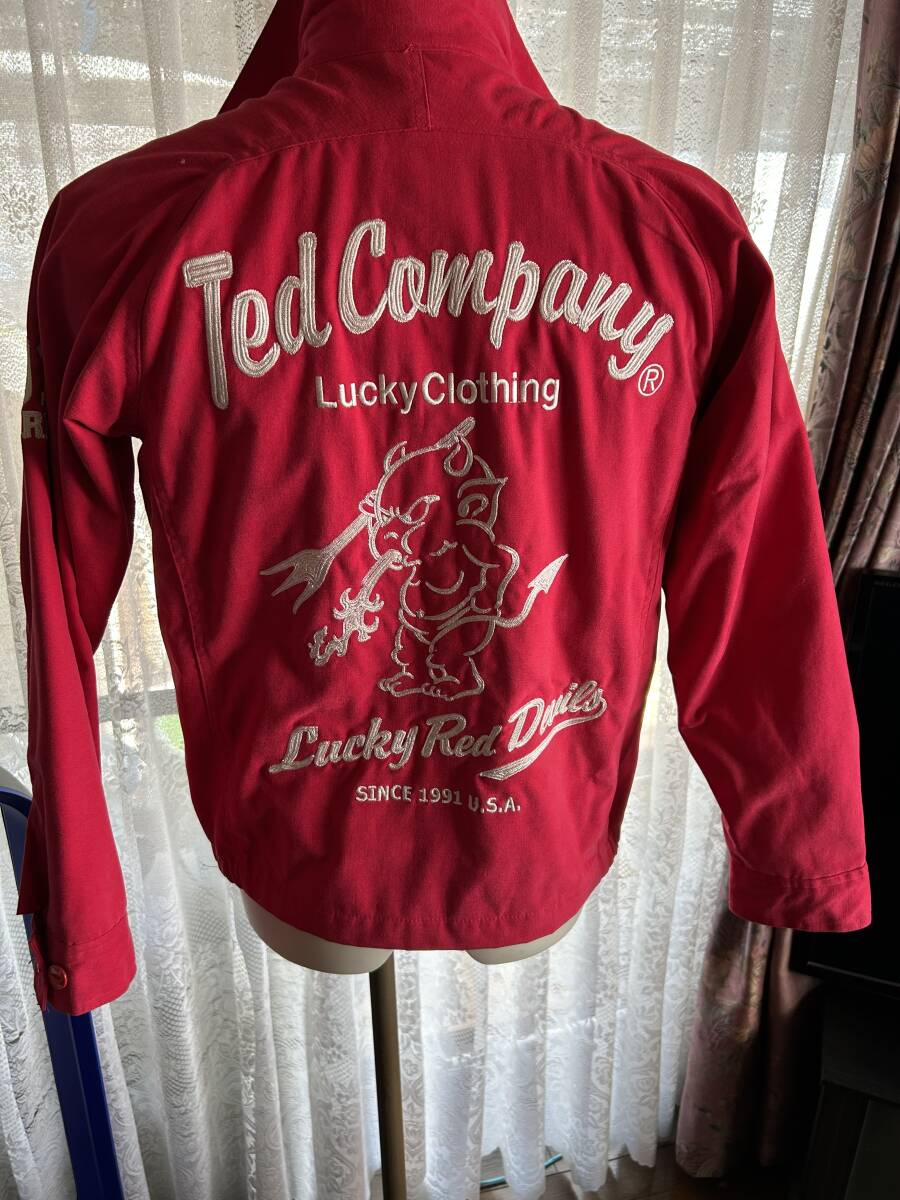 Ted Company
®
Lucky Clothing
Lucky Red Devils
SINCE 1991 U.S.A.